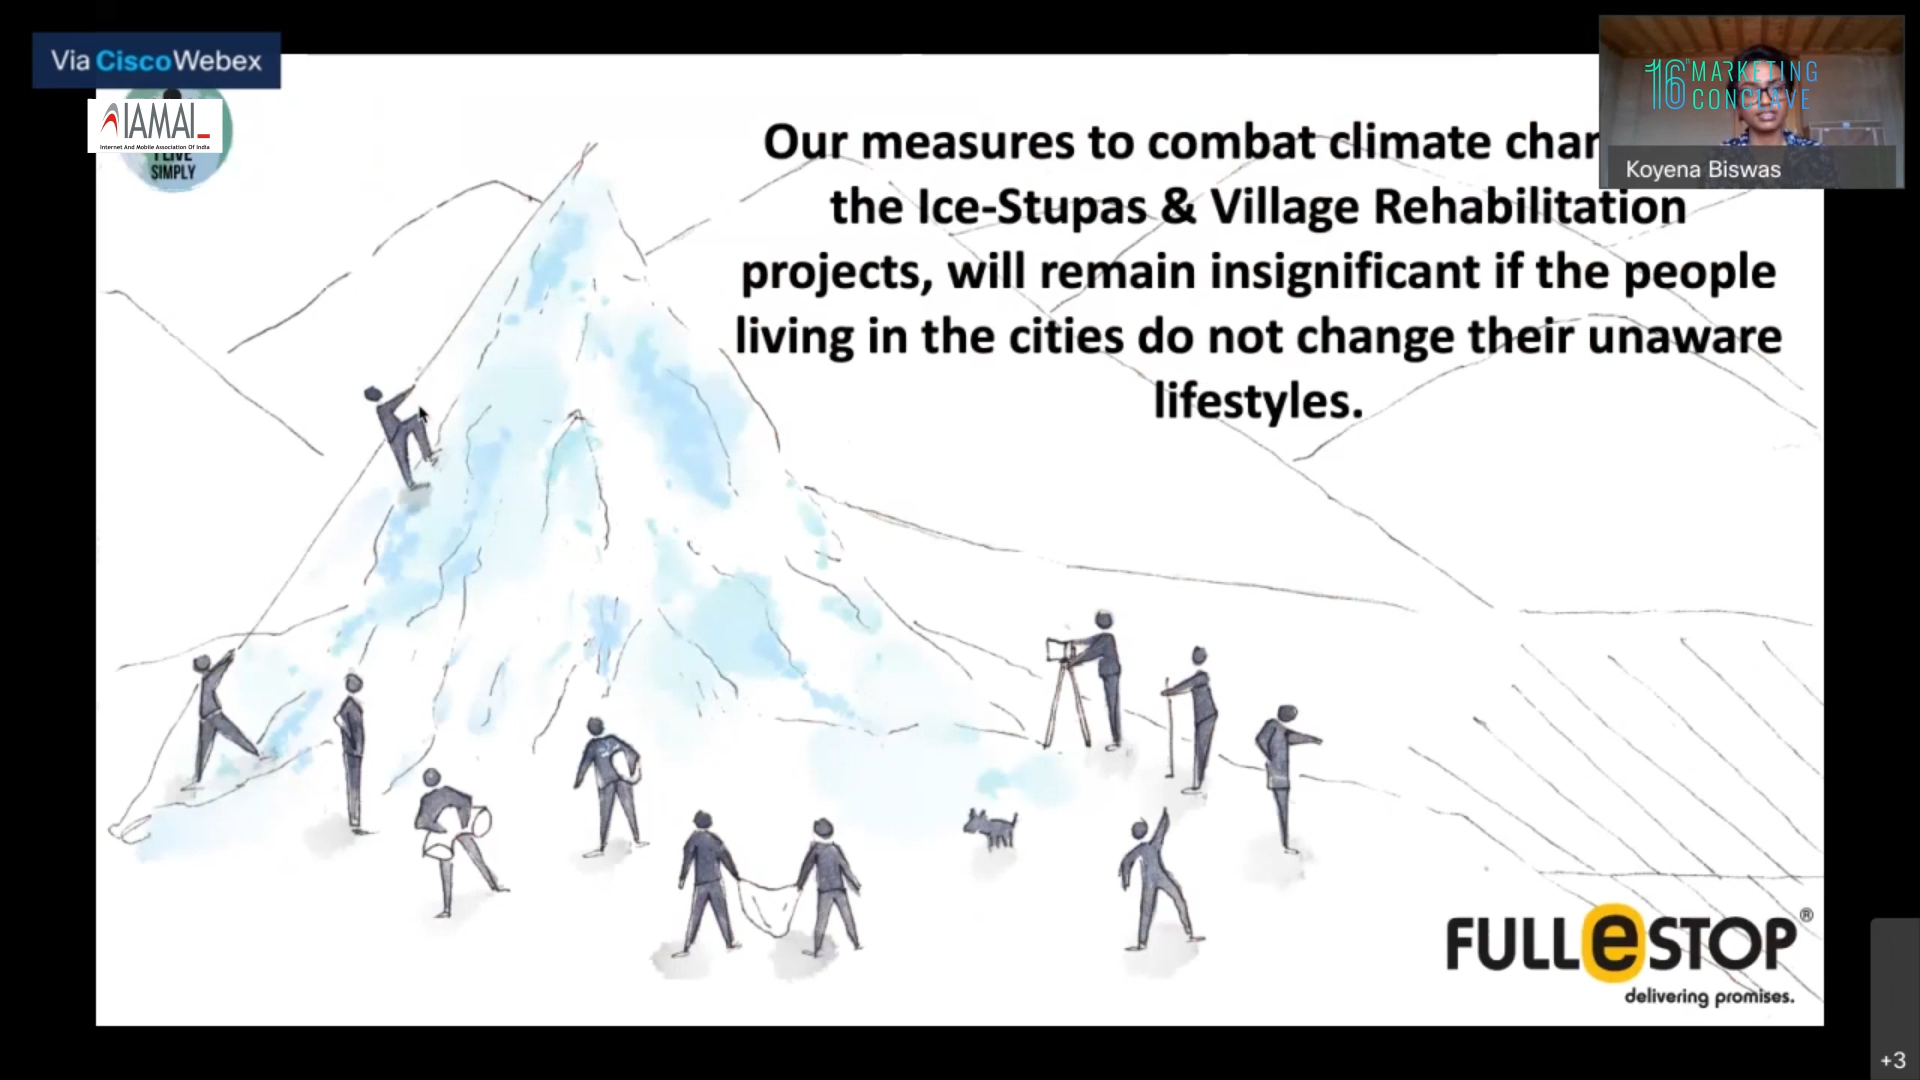 Via CiscoWebex
IAMAI
Internet And Mobile Association Of India
I LIVE
SIMPLY
16th MARKETING
CONCLAVE
Koyena Biswas
Our measures to combat climate
the Ice-Stupas & Village Rehabilitation
projects, will remain insignificant if the people
living in the cities do not change their unaware
lifestyles.
FULLeSTOP®
delivering promises.
+3